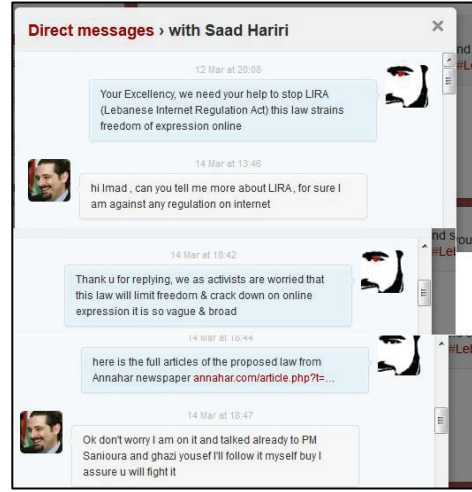 Direct messages › with Saad Hariri ×
12 Mar at 20:08
Your Excellency, we need your help to stop LIRA
(Lebanese Internet Regulation Act) this law strains
freedom of expression online
14 Mar at 13:46
hi Imad , can you tell me more about LIRA, for sure I
am against any regulation on internet
14 Mar at 18:42
Thank u for replying, we as activists are worried that
this law will limit freedom & crack down on online
expression it is so vague & broad
14 Mar at 18:44
here is the full articles of the proposed law from
Annahar newspaper annahar.com/article.php?t=...
14 Mar at 18:47
Ok don't worry I am on it and talked already to PM
Sanioura and ghazi yousef I'll follow it myself buy I
assure u will fight it